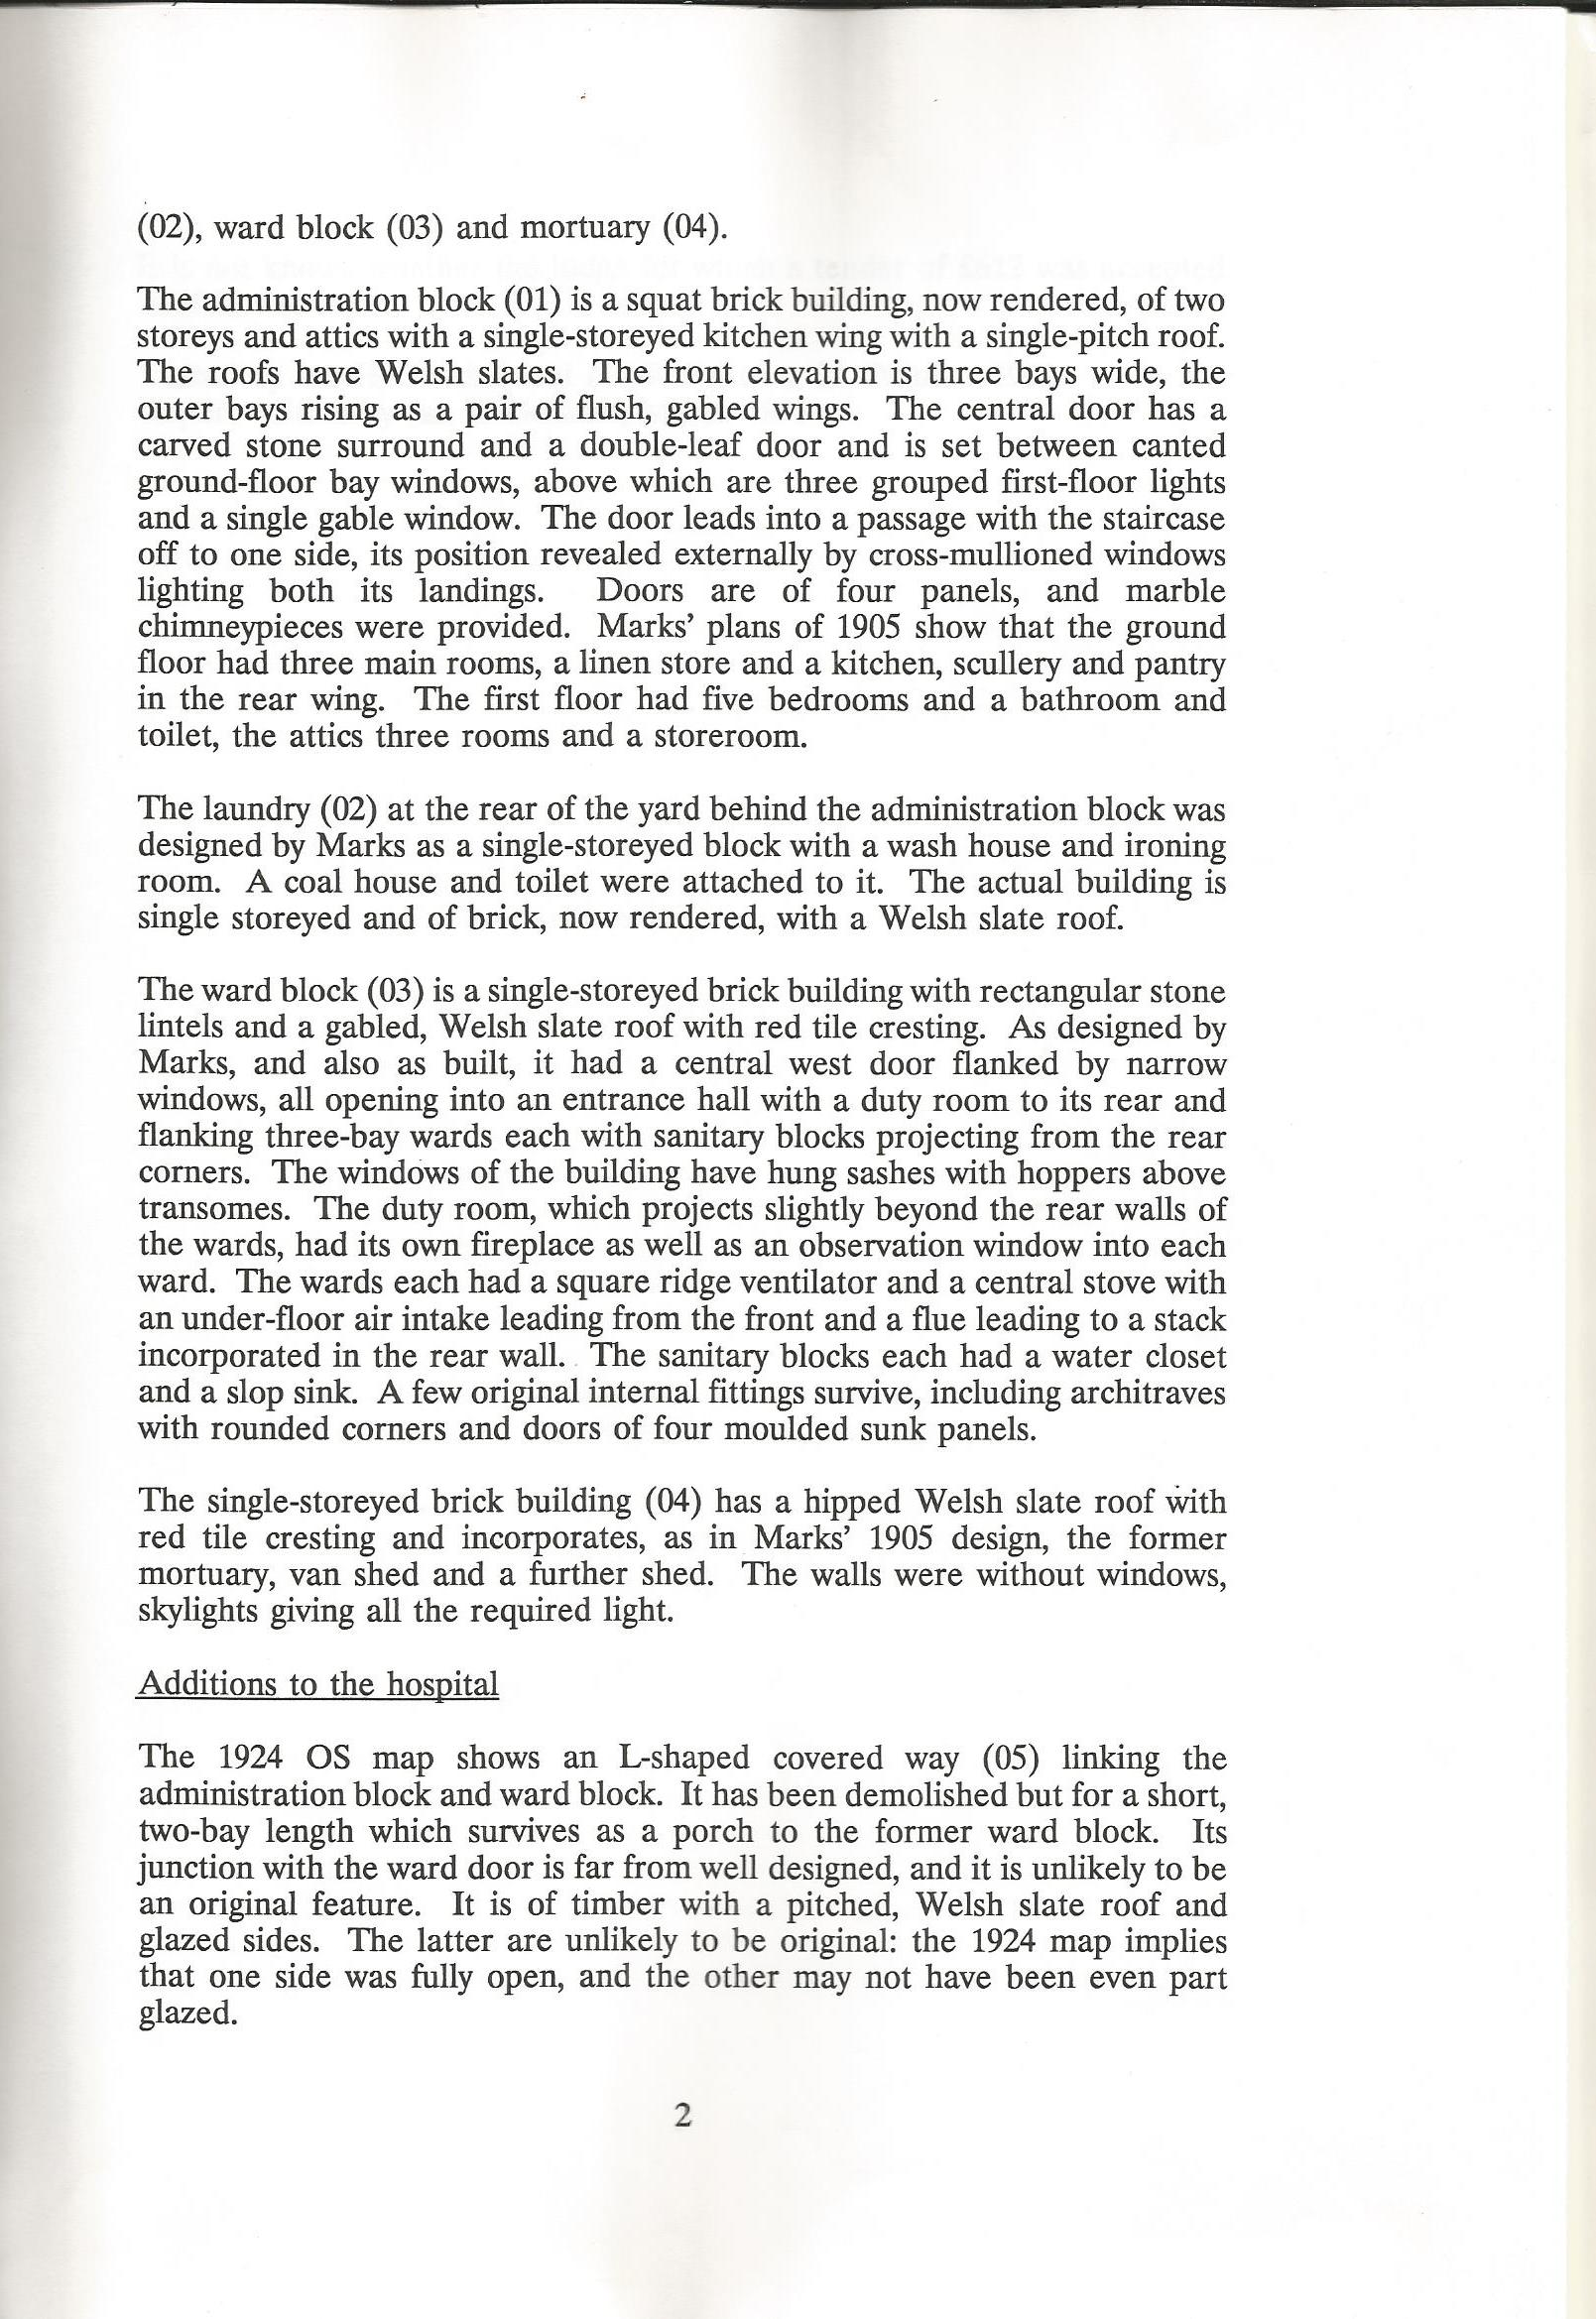 (02), ward block (03) and mortuary (04).
The administration block (01) is a squat brick building, now rendered, of two
storeys and attics with a single-storeyed kitchen wing with a single-pitch roof.
The roofs have Welsh slates. The front elevation is three bays wide, the
outer bays rising as a pair of flush, gabled wings. The central door has a
carved stone surround and a double-leaf door and is set between canted
ground-floor bay windows, above which are three grouped first-floor lights
and a single gable window. The door leads into a passage with the staircase
off to one side, its position revealed externally by cross-mullioned windows
lighting both its landings. Doors are of four panels, and marble
chimneypieces were provided. Marks' plans of 1905 show that the ground
floor had three main rooms, a linen store and a kitchen, scullery and pantry
in the rear wing. The first floor had five bedrooms and a bathroom and
toilet, the attics three rooms and a storeroom.
The laundry (02) at the rear of the yard behind the administration block was
designed by Marks as a single-storeyed block with a wash house and ironing
room. A coal house and toilet were attached to it. The actual building is
single storeyed and of brick, now rendered, with a Welsh slate roof.
The ward block (03) is a single-storeyed brick building with rectangular stone
lintels and a gabled, Welsh slate roof with red tile cresting. As designed by
Marks, and also as built, it had a central west door flanked by narrow
windows, all opening into an entrance hall with a duty room to its rear and
flanking three-bay wards each with sanitary blocks projecting from the rear
corners. The windows of the building have hung sashes with hoppers above
transomes. The duty room, which projects slightly beyond the rear walls of
the wards, had its own fireplace as well as an observation window into each
ward. The wards each had a square ridge ventilator and a central stove with
an under-floor air intake leading from the front and a flue leading to a stack
incorporated in the rear wall. The sanitary blocks each had a water closet
and a slop sink. A few original internal fittings survive, including architraves
with rounded corners and doors of four moulded sunk panels.
The single-storeyed brick building (04) has a hipped Welsh slate roof with
red tile cresting and incorporates, as in Marks' 1905 design, the former
mortuary, van shed and a further shed. The walls were without windows,
skylights giving all the required light.
Additions to the hospital
The 1924 OS map shows an L-shaped covered way (05) linking the
administration block and ward block. It has been demolished but for a short,
two-bay length which survives as a porch to the former ward block. Its
junction with the ward door is far from well designed, and it is unlikely to be
an original feature. It is of timber with a pitched, Welsh slate roof and
glazed sides. The latter are unlikely to be original: the 1924 map implies
that one side was fully open, and the other may not have been even part
glazed.
2